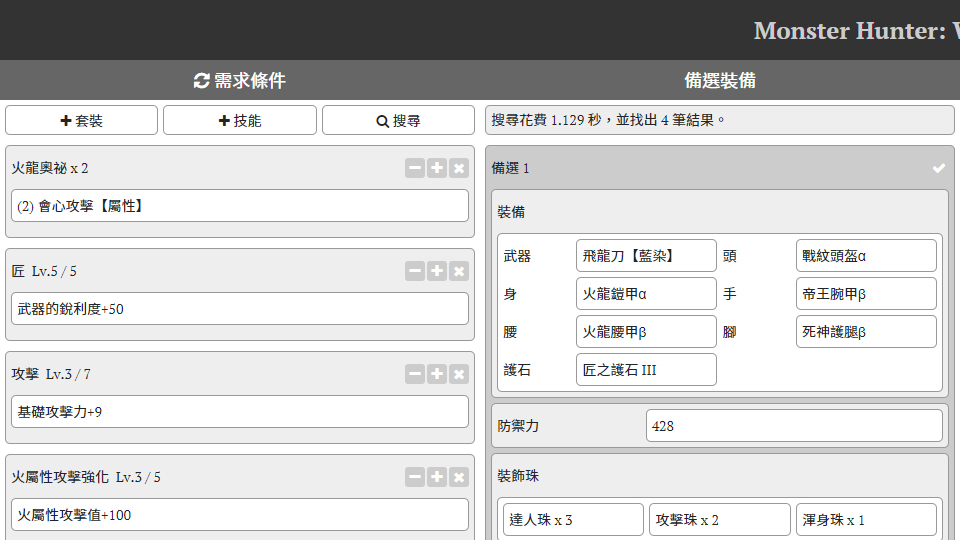 Monster Hunter:
需求條件
備選裝備
套裝
技能
搜尋
搜尋花費 1.129 秒，並找出 4 筆結果。
火龍奧祕 x 2
(2) 會心攻擊【屬性】
匠 Lv.5 / 5
武器的銳利度+50
攻擊 Lv.3 / 7
基礎攻擊力+9
火屬性攻擊強化 Lv.3 / 5
火屬性攻擊值+100
備選 1
裝備
武器 飛龍刀【藍染】 頭 戰紋頭盔α
身 火龍鎧甲α 手 帝王腕甲β
腰 火龍腰甲β 腳 死神護腿β
護石 匠之護石 III
防禦力 428
裝飾珠
達人珠 x 3 攻擊珠 x 2 渾身珠 x 1